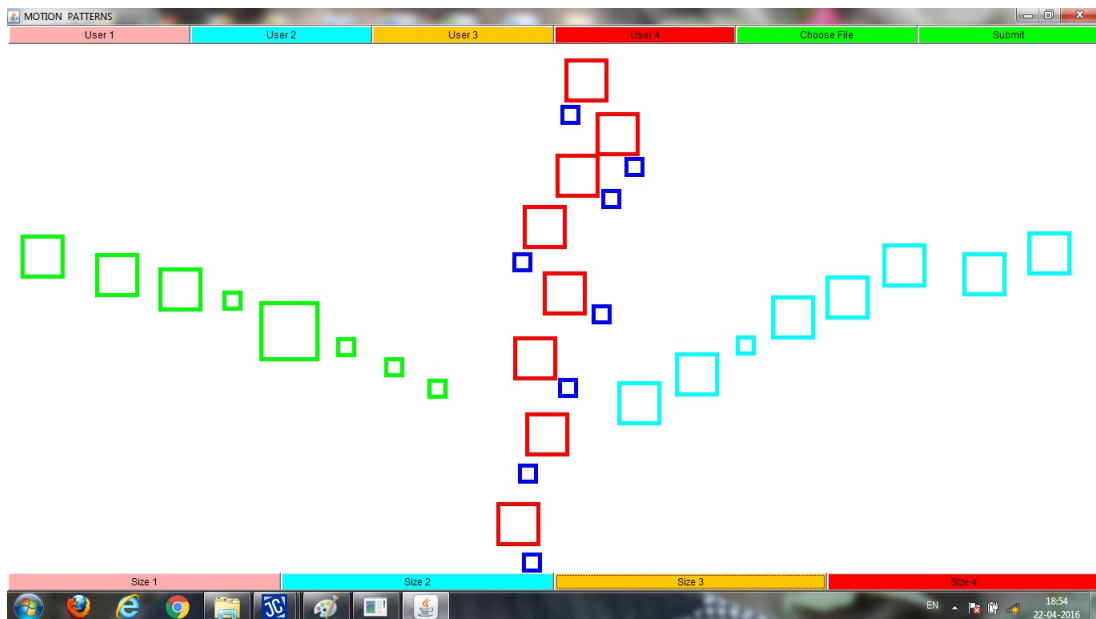 MOTION PATTERNS
User 1 User 2 User 3 User 4 Choose File Submit
Size 1 Size 2 Size 3 Size 4
EN 18:54
22-04-2016